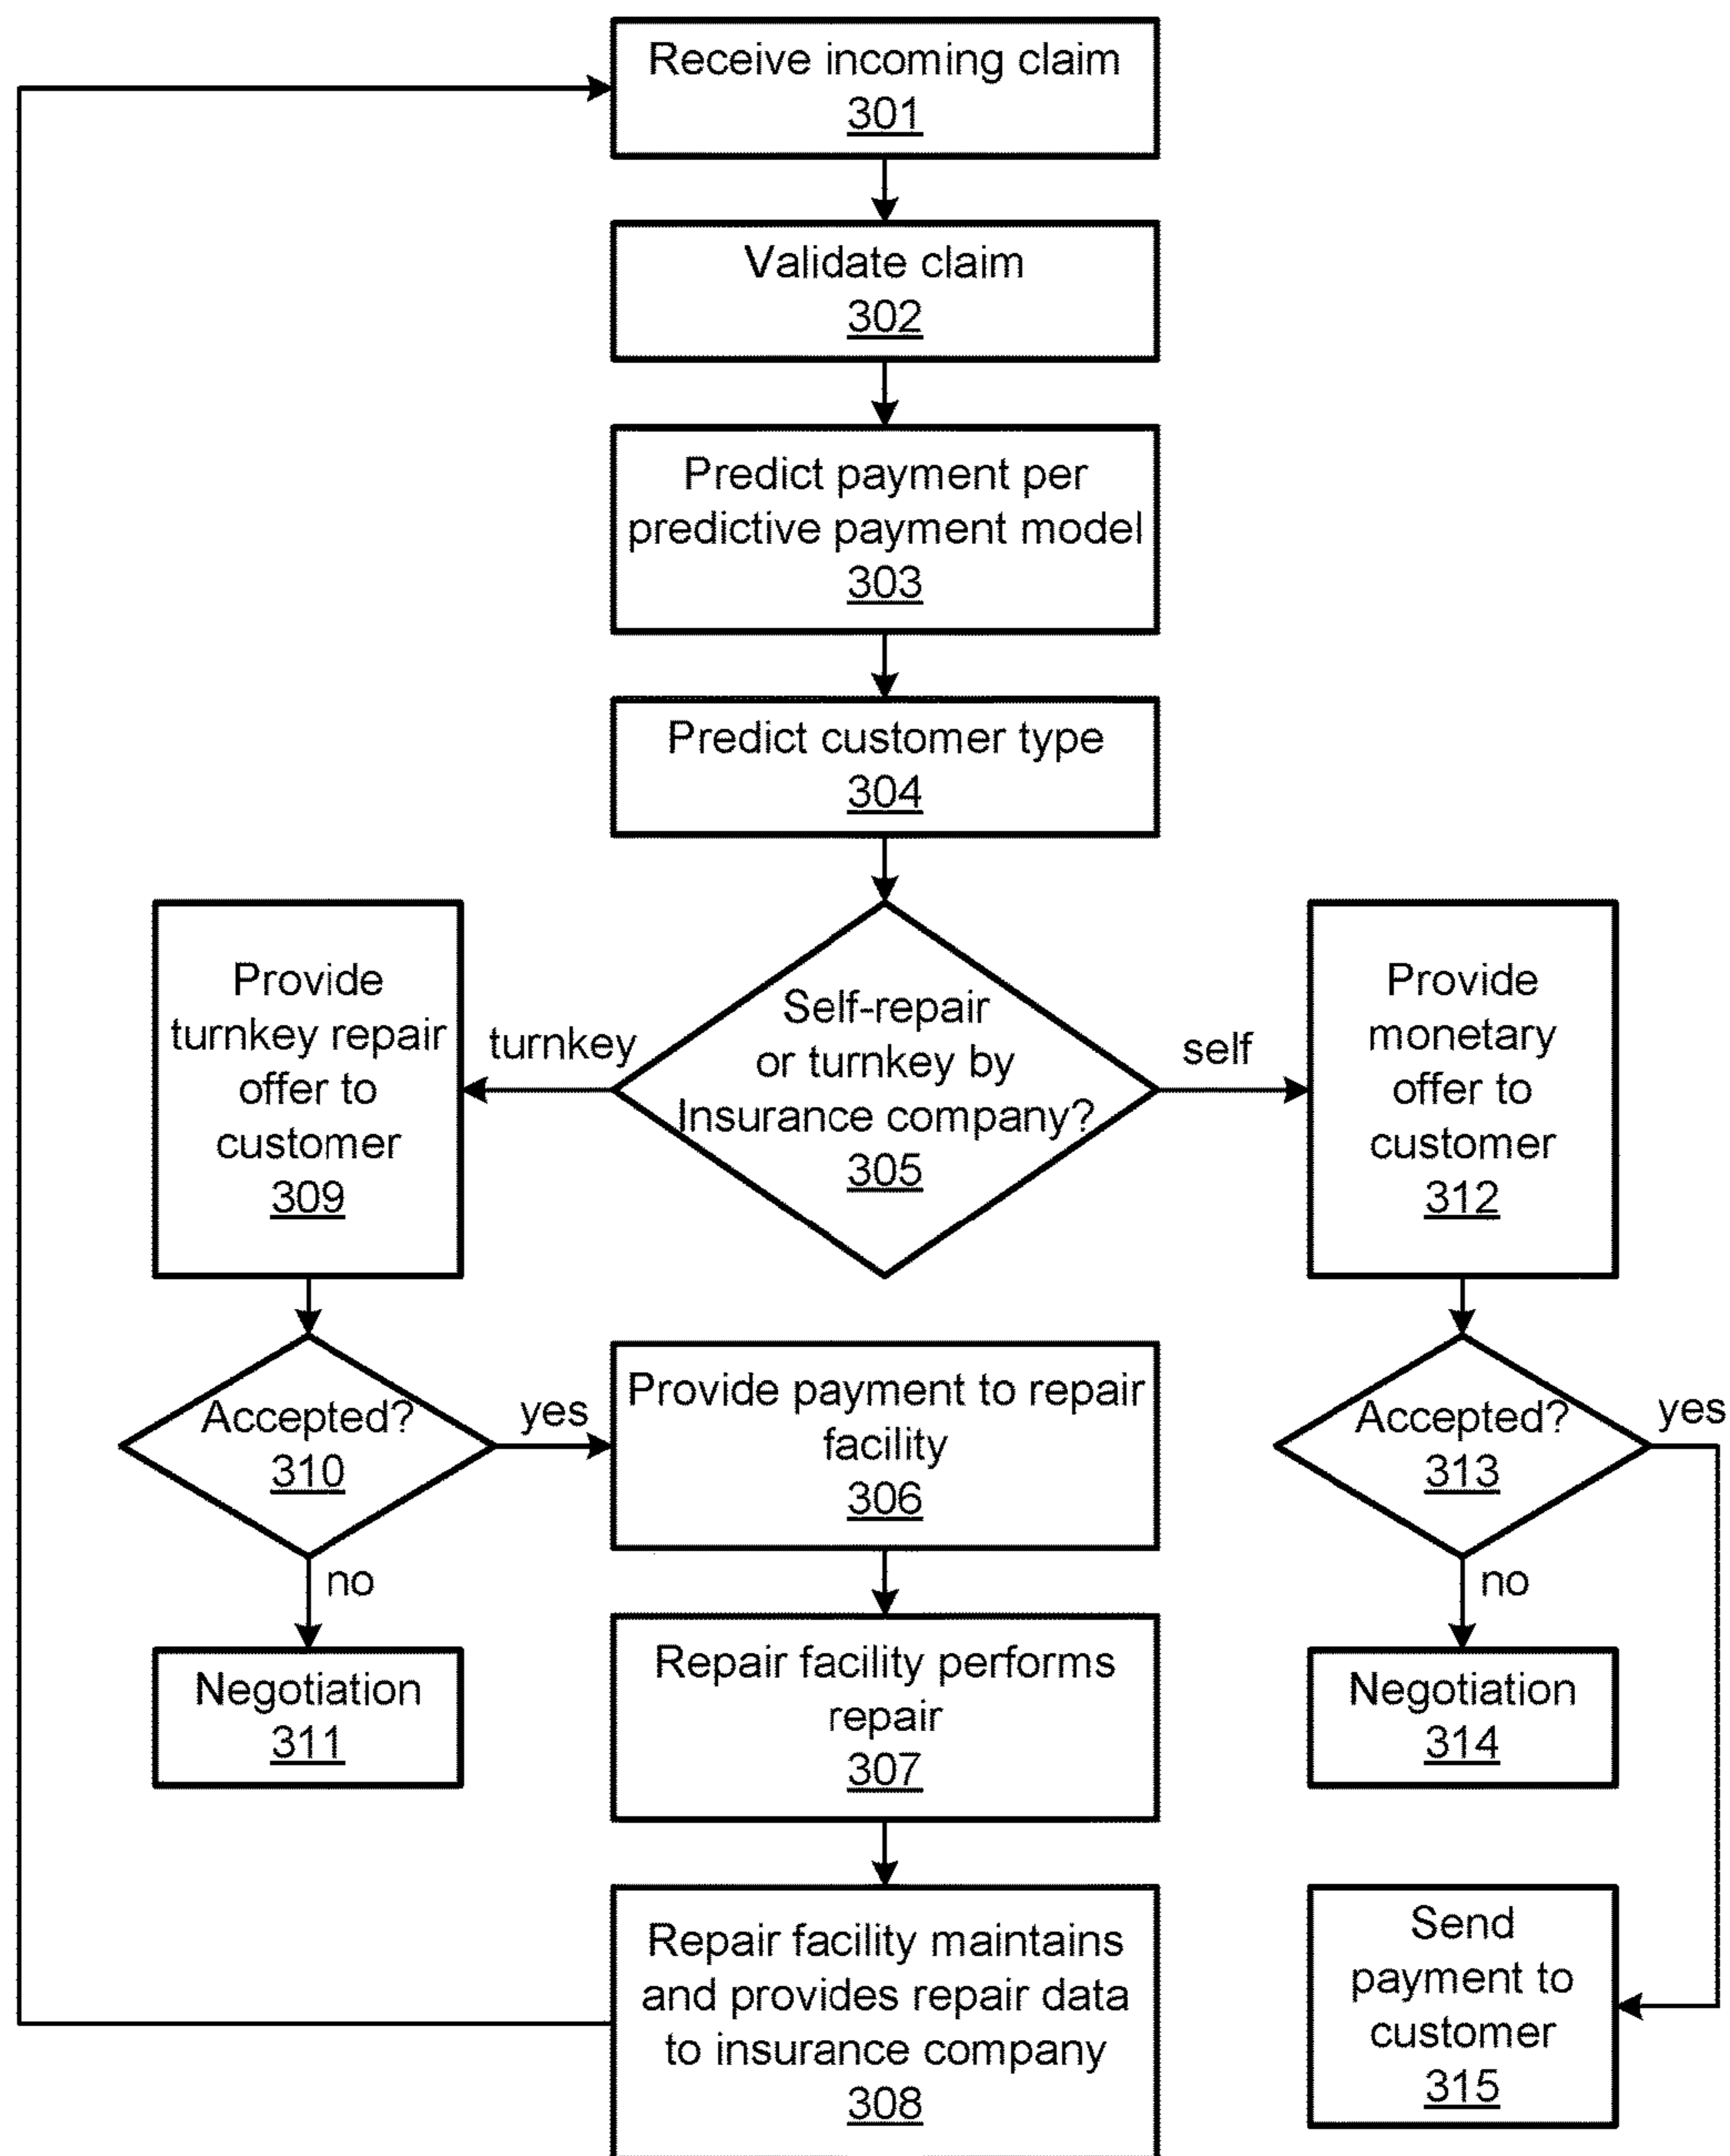 Receive incoming claim
301
Validate claim
302
Predict payment per
predictive payment model
303
Predict customer type
304
Self-repair
or turnkey by
Insurance company?
305
turnkey
self
Provide
turnkey repair
offer to
customer
309
Provide
monetary
offer to
customer
312
Accepted?
310
yes
no
Negotiation
311
Provide payment to repair
facility
306
Repair facility performs
repair
307
Repair facility maintains
and provides repair data
to insurance company
308
Accepted?
313
yes
no
Negotiation
314
Send
payment to
customer
315